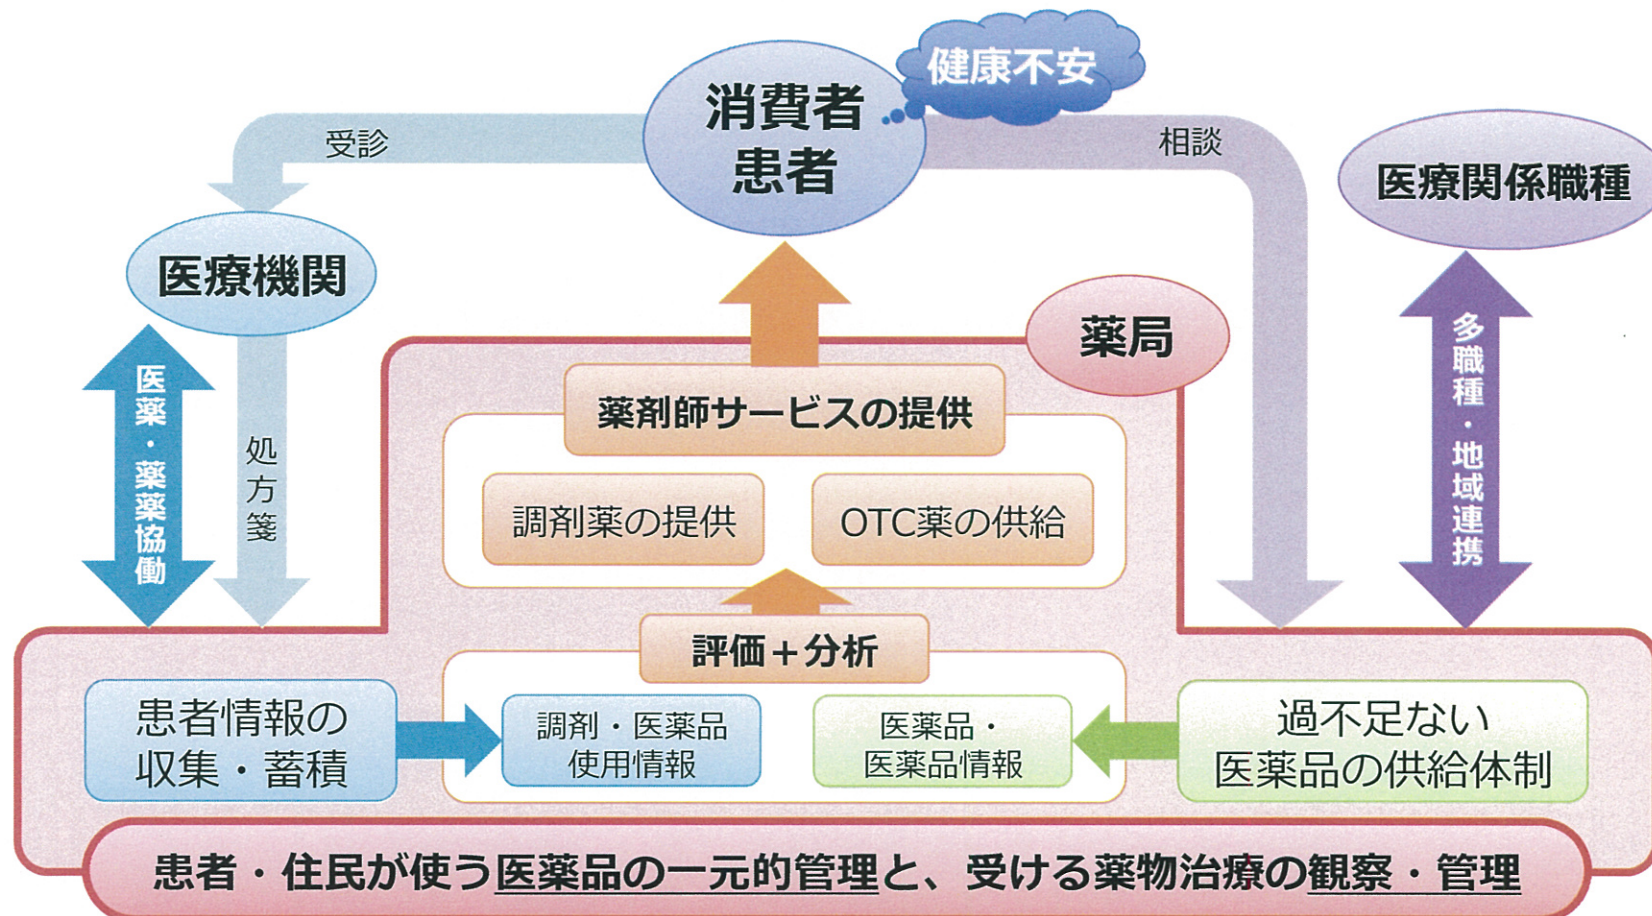 健康不安
消費者
患者
受診
相談
医療関係職種
医療機関
薬局
医薬・薬薬協働
処方箋
多職種・地域連携
薬剤師サービスの提供
調剤薬の提供
OTC薬の供給
評価＋分析
患者情報の
収集・蓄積
調剤・医薬品
使用情報
医薬品・
医薬品情報
過不足ない
医薬品の供給体制
患者・住民が使う医薬品の一元的管理と、受ける薬物治療の観察・管理